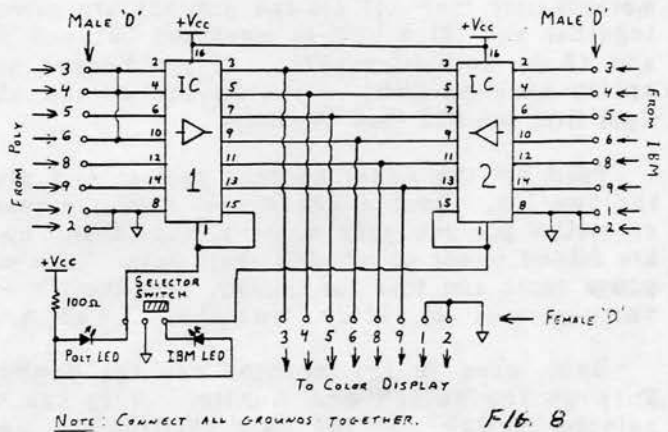 MALE 'D'
+VCC
+VCC
MALE 'D'
16
16
3 2 IC 3 3 IC 2 3
4 4 5 5 4 4
5 6 7 7 6 5
6 10 9 9 10 6
8 12 11 11 12 8
9 14 1 13 13 2 14 9
1 8 15 15 8 1
2 1 1 2
FROM POLY
FROM IBM
+VCC
100Ω
SELECTOR
SWITCH
POLY LED
IBM LED
3 4 5 6 8 9 1 2
FEMALE 'D'
TO COLOR DISPLAY
NOTE: CONNECT ALL GROUNDS TOGETHER.
FIG. 8